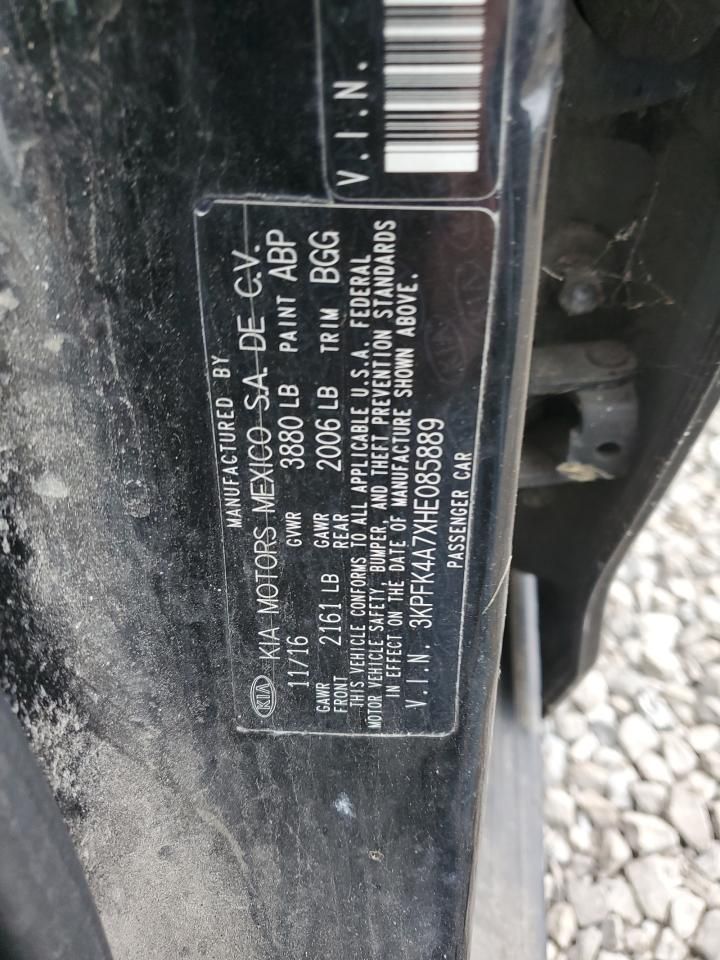 V.I.N.
MANUFACTURED BY
KIA KIA MOTORS MEXICO S.A. DE C.V.
11/16 GVWR 3880 LB PAINT ABP
GAWR FRONT 2161 LB GAWR REAR 2006 LB TRIM BGG
THIS VEHICLE CONFORMS TO ALL APPLICABLE U.S.A. FEDERAL
MOTOR VEHICLE SAFETY, BUMPER, AND THEFT PREVENTION STANDARDS
IN EFFECT ON THE DATE OF MANUFACTURE SHOWN ABOVE.
V.I.N. 3KPFK4A7XHE085889
PASSENGER CAR